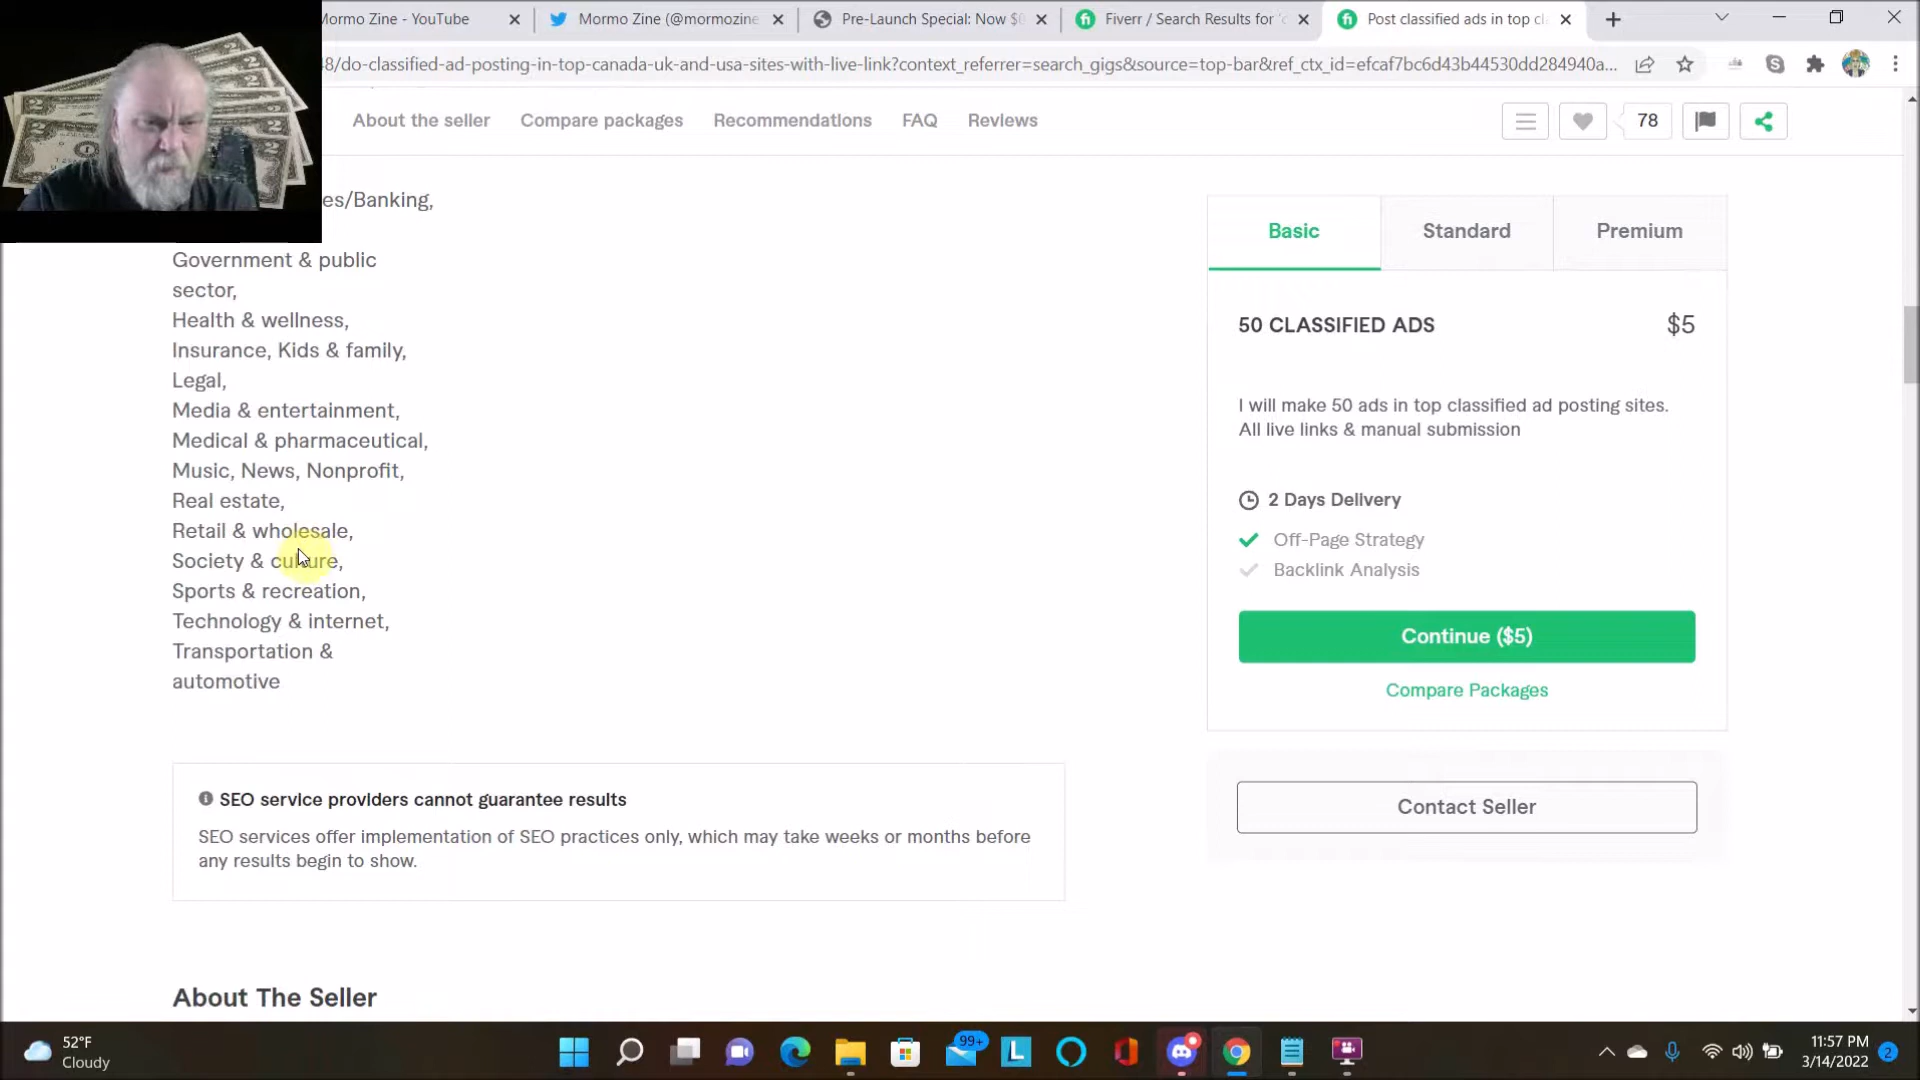 Mormo Zine - YouTube
Mormo Zine (@mormozine
Pre-Launch Special: Now $
Fiverr / Search Results for
Post classified ads in top cl
8/do-classified-ad-posting-in-top-canada-uk-and-usa-sites-with-live-link?context_referrer=search_gigs&source=top-bar&ref_ctx_id=efcaf7bc6d43b44530dd284940a...
About the seller
Compare packages
Recommendations
FAQ
Reviews
78
es/Banking,
Government & public
sector,
Health & wellness,
Insurance, Kids & family,
Legal,
Media & entertainment,
Medical & pharmaceutical,
Music, News, Nonprofit,
Real estate,
Retail & wholesale,
Society & culture,
Sports & recreation,
Technology & internet,
Transportation &
automotive
Basic
Standard
Premium
50 CLASSIFIED ADS
$5
I will make 50 ads in top classified ad posting sites.
All live links & manual submission
2 Days Delivery
Off-Page Strategy
Backlink Analysis
Continue ($5)
Compare Packages
Contact Seller
SEO service providers cannot guarantee results
SEO services offer implementation of SEO practices only, which may take weeks or months before
any results begin to show.
About The Seller
52°F
Cloudy
99+
11:57 PM
3/14/2022
2